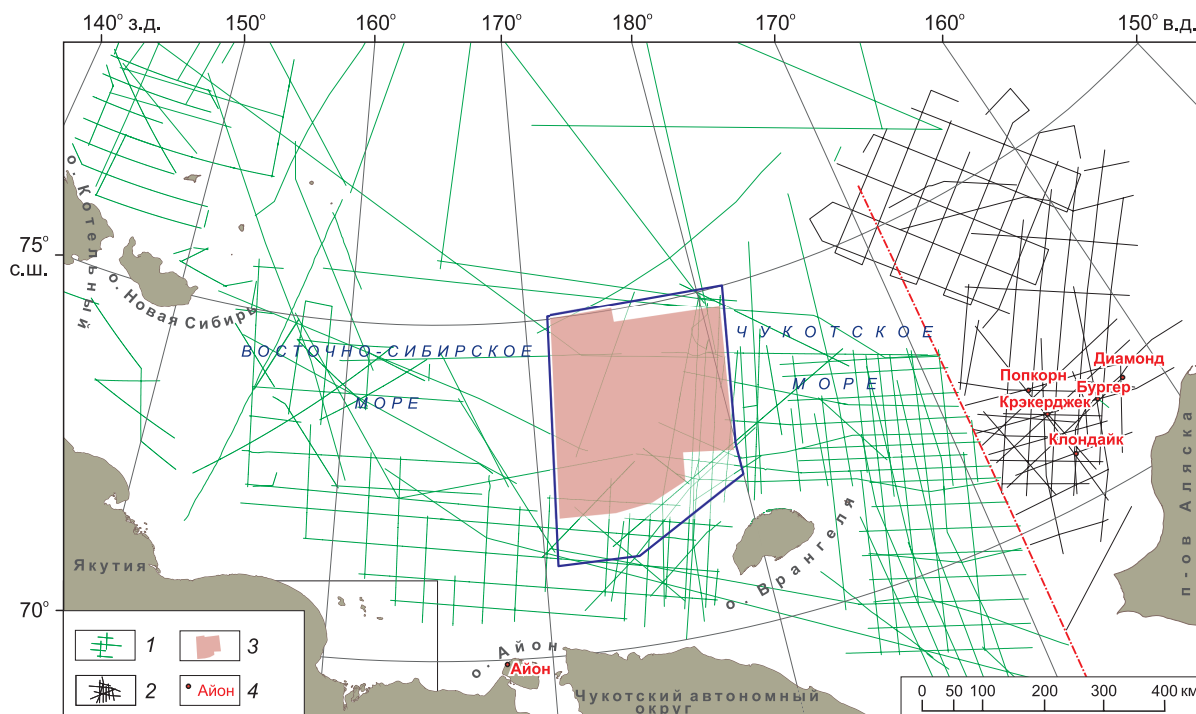 140° з.д. 150° 160° 170° 180° 170° 160° 150° в.д.
75°
с.ш.
70°
о. Котельный
о. Новая Сибирь
ВОСТОЧНО-СИБИРСКОЕ
МОРЕ
ЧУКОТСКОЕ
МОРЕ
Диамонд
Попкорн
Бургер
Крэкерджек
Клондайк
п-ов Аляска
о. Врангеля
Якутия
о. Айон
Айон
Чукотский автономный
округ
1
2
3
Айон 4
0 50 100 200 300 400 км